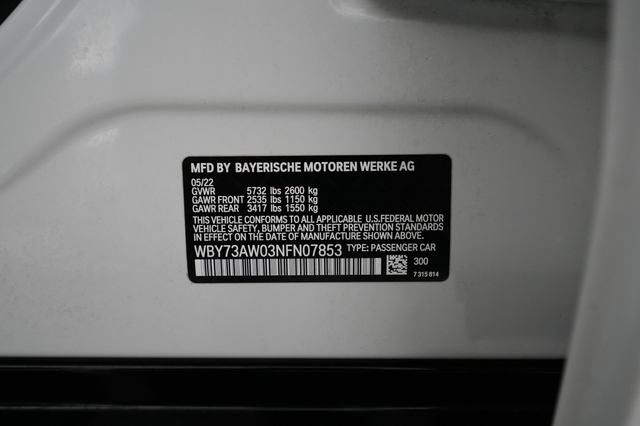 MFD BY BAYERISCHE MOTOREN WERKE AG
05/22
GVWR 5732 lbs 2600 kg
GAWR FRONT 2535 lbs 1150 kg
GAWR REAR 3417 lbs 1550 kg
THIS VEHICLE CONFORMS TO ALL APPLICABLE U.S.FEDERAL MOTOR
VEHICLE SAFETY, BUMPER AND THEFT PREVENTION STANDARDS
IN EFFECT ON THE DATE OF MANUFACTURE SHOWN ABOVE.
WBY73AW03NFN07853 TYPE: PASSENGER CAR
300
7 315 814